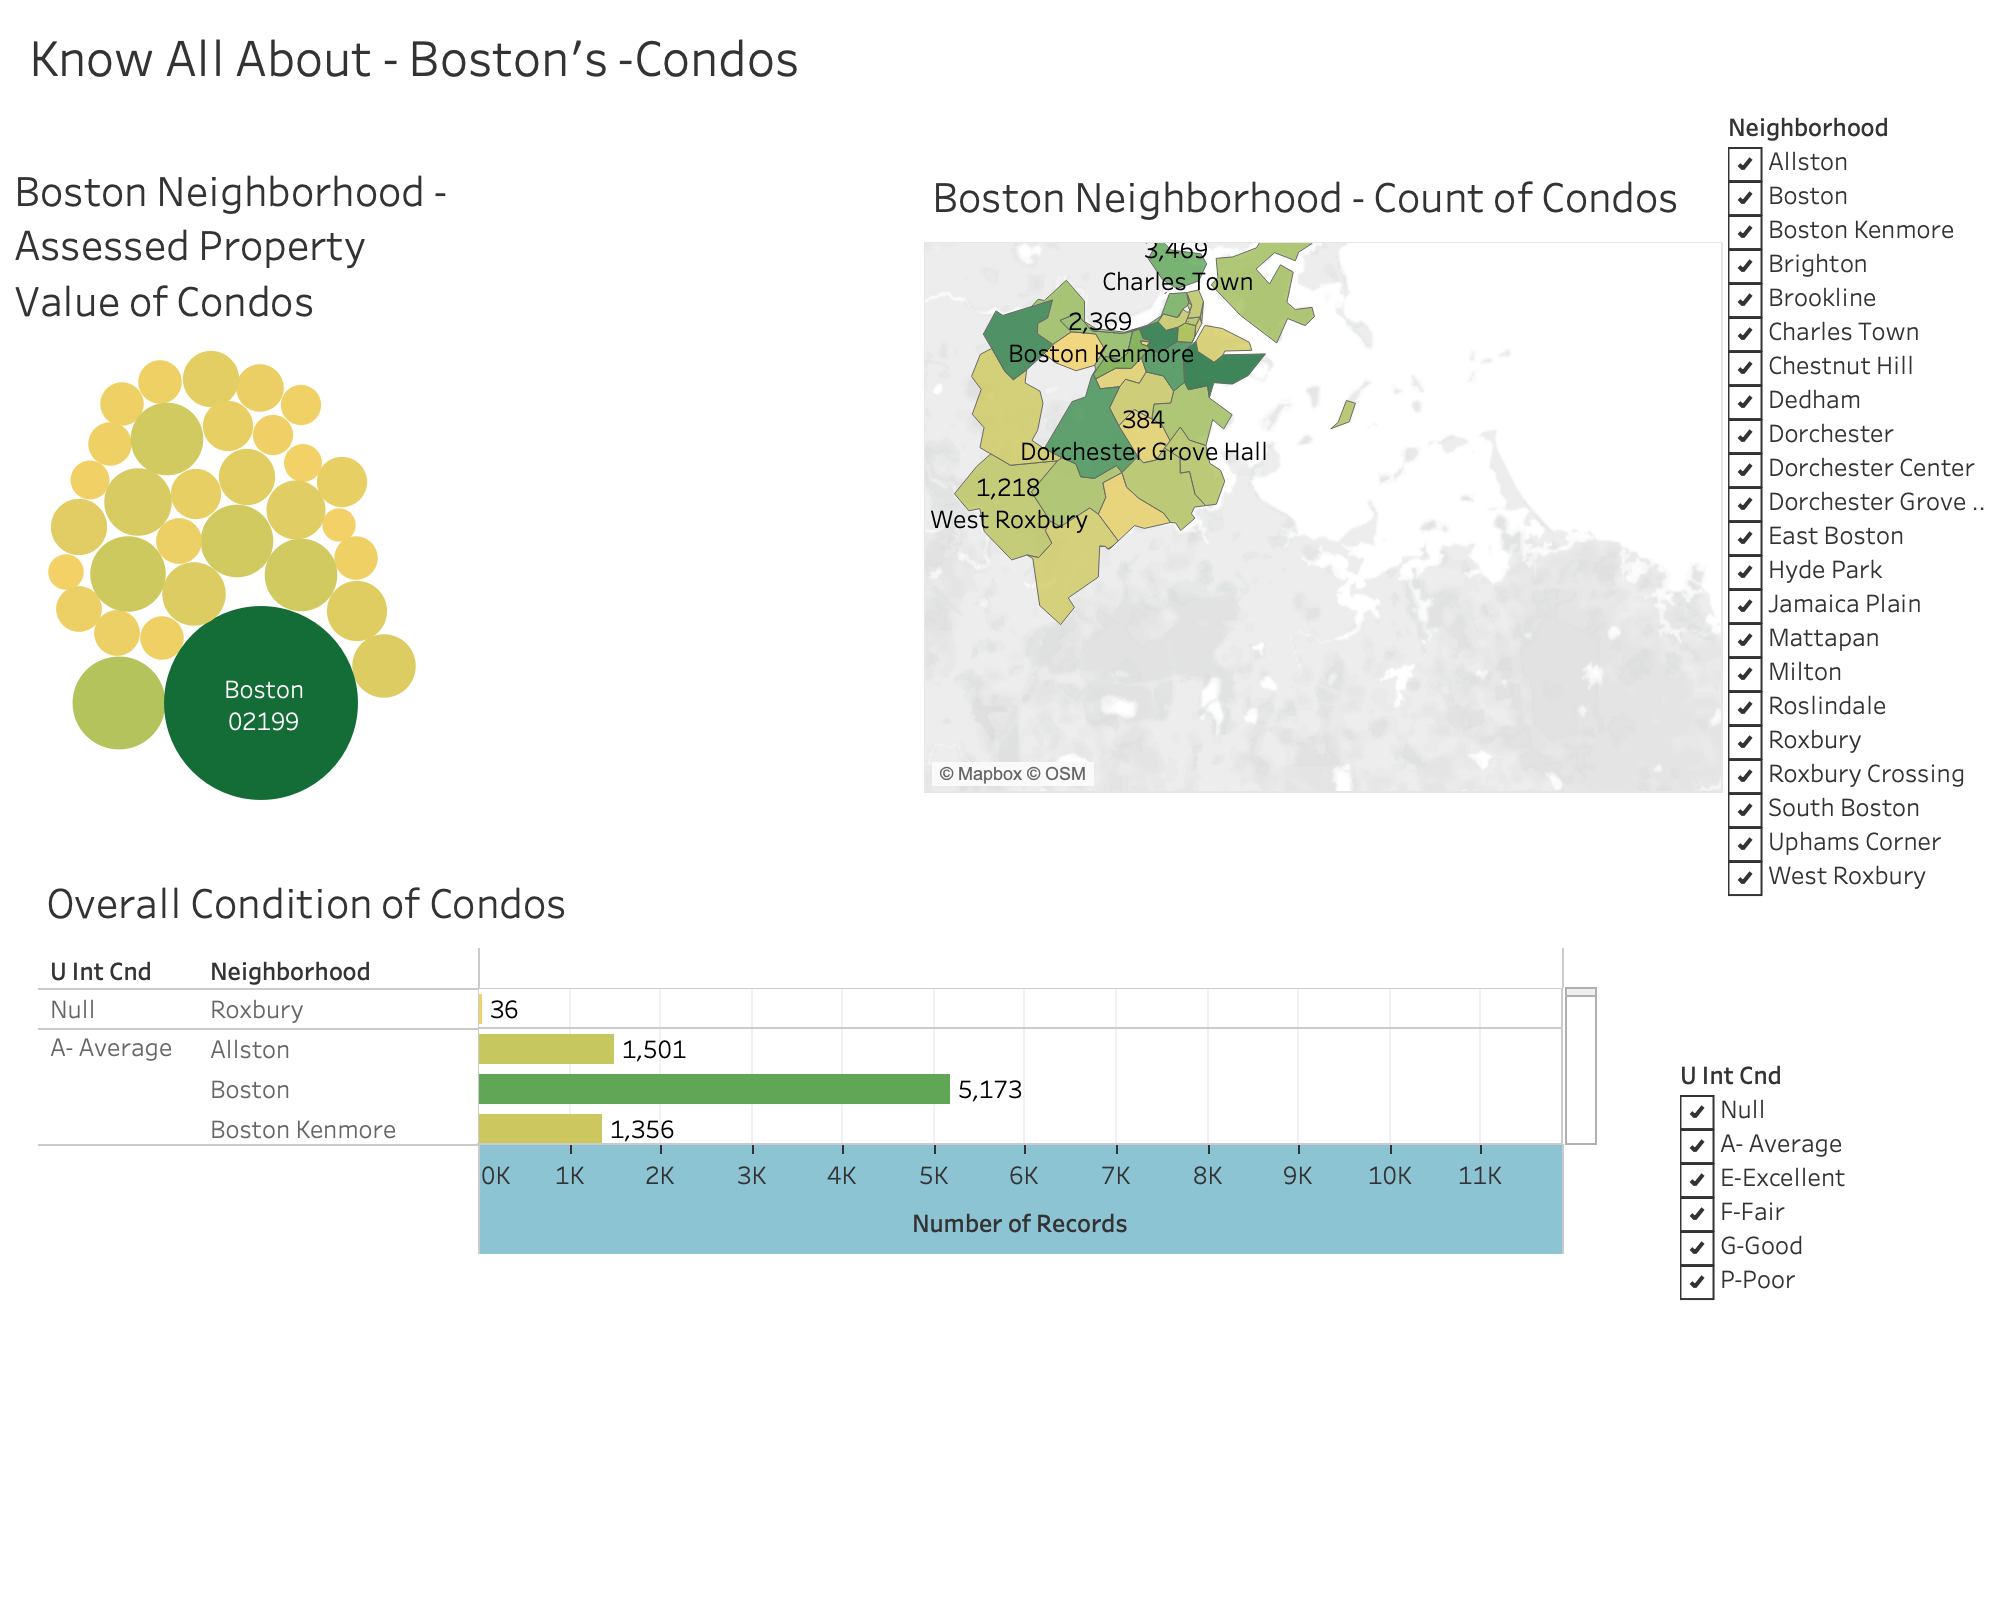 Know All About - Boston’s -Condos
Boston Neighborhood -
Assessed Property
Value of Condos
Boston
02199
Boston Neighborhood - Count of Condos
3,469
Charles Town
2,369
Boston Kenmore
384
Dorchester Grove Hall
1,218
West Roxbury
© Mapbox © OSM
Neighborhood
Allston
Boston
Boston Kenmore
Brighton
Brookline
Charles Town
Chestnut Hill
Dedham
Dorchester
Dorchester Center
Dorchester Grove ..
East Boston
Hyde Park
Jamaica Plain
Mattapan
Milton
Roslindale
Roxbury
Roxbury Crossing
South Boston
Uphams Corner
West Roxbury
Overall Condition of Condos
U Int Cnd Neighborhood
Null Roxbury 36
A- Average Allston 1,501
Boston 5,173
Boston Kenmore 1,356
0K 1K 2K 3K 4K 5K 6K 7K 8K 9K 10K 11K
Number of Records
U Int Cnd
Null
A- Average
E-Excellent
F-Fair
G-Good
P-Poor